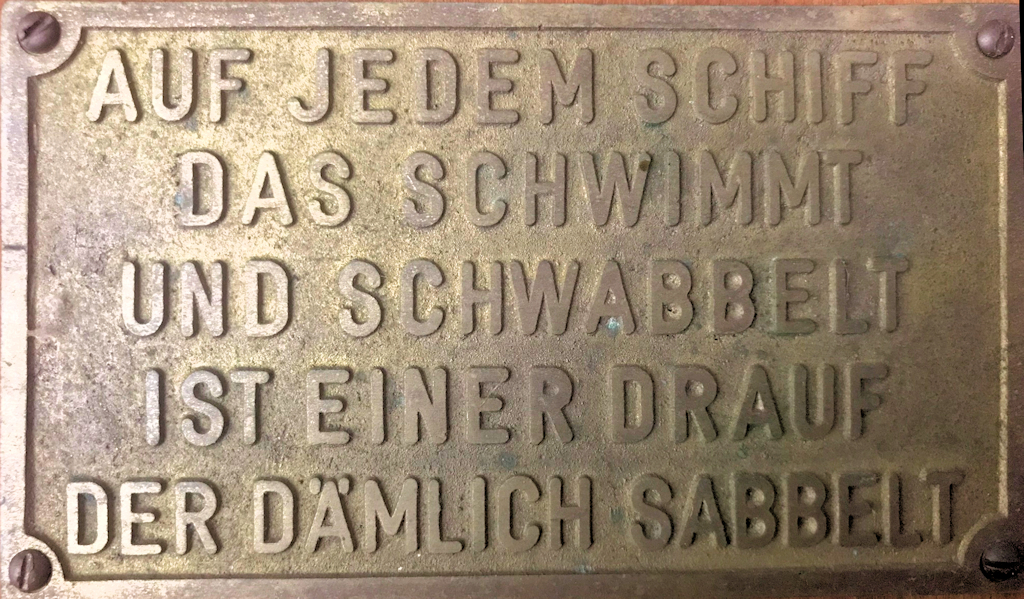 AUF JEDEM SCHIFF
DAS SCHWIMMT
UND SCHWABBELT
IST EINER DRAUF
DER DÄMLICH SABBELT